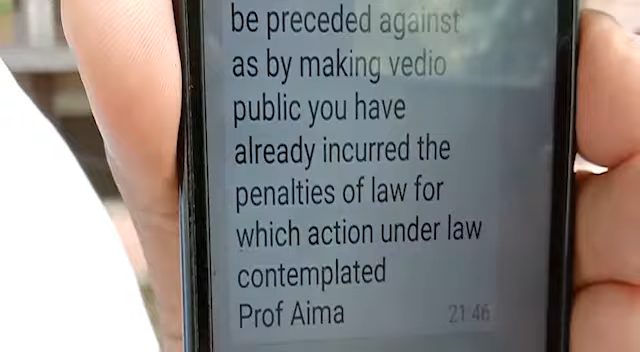 be preceded against
as by making vedio
public you have
already incurred the
penalties of law for
which action under law
contemplated
Prof Aima 21:46